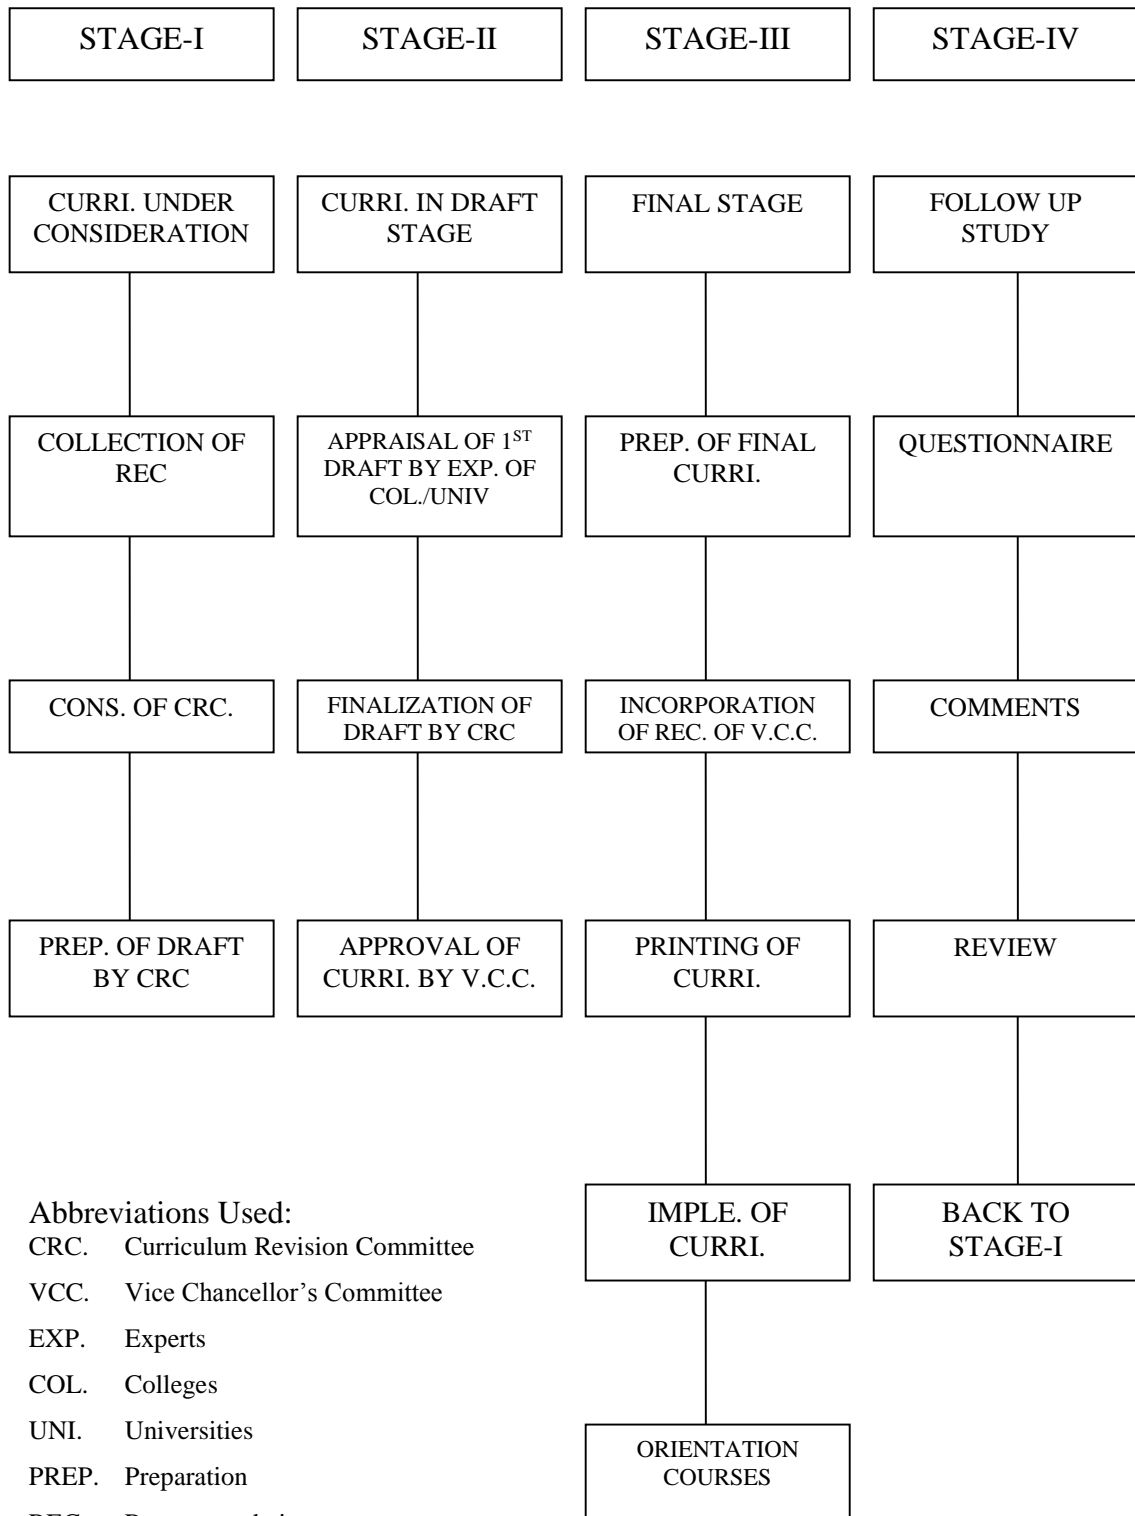 STAGE-I
STAGE-II
STAGE-III
STAGE-IV
CURRI. UNDER
CONSIDERATION
CURRI. IN DRAFT
STAGE
FINAL STAGE
FOLLOW UP
STUDY
COLLECTION OF
REC
APPRAISAL OF 1ST
DRAFT BY EXP. OF
COL./UNIV
PREP. OF FINAL
CURRI.
QUESTIONNAIRE
CONS. OF CRC.
FINALIZATION OF
DRAFT BY CRC
INCORPORATION
OF REC. OF V.C.C.
COMMENTS
PREP. OF DRAFT
BY CRC
APPROVAL OF
CURRI. BY V.C.C.
PRINTING OF
CURRI.
REVIEW
IMPLE. OF
CURRI.
BACK TO
STAGE-I
ORIENTATION
COURSES
Abbreviations Used:
CRC. Curriculum Revision Committee
VCC. Vice Chancellor’s Committee
EXP. Experts
COL. Colleges
UNI. Universities
PREP. Preparation